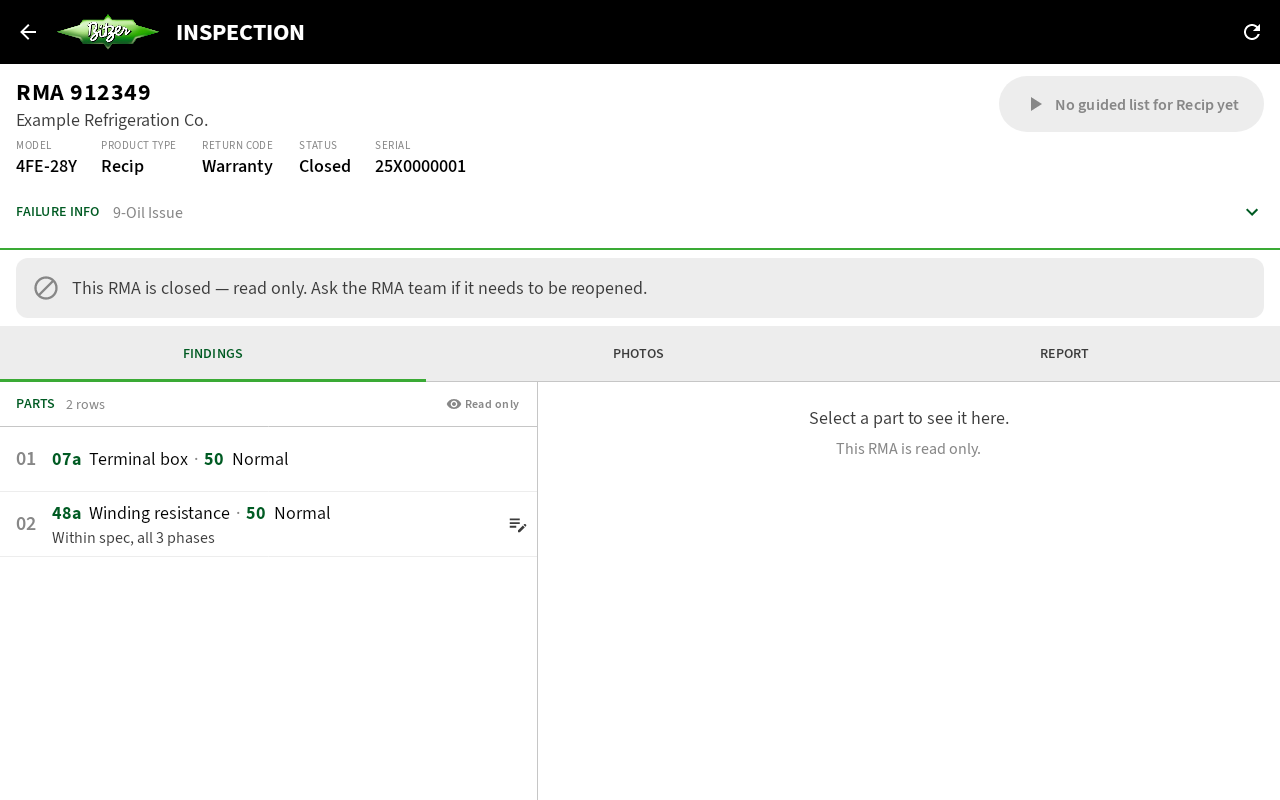 Bitzer
INSPECTION
RMA 912349
Example Refrigeration Co.
No guided list for Recip yet
MODEL PRODUCT TYPE RETURN CODE STATUS SERIAL
4FE-28Y Recip Warranty Closed 25X0000001
FAILURE INFO 9-Oil Issue
This RMA is closed — read only. Ask the RMA team if it needs to be reopened.
FINDINGS PHOTOS REPORT
PARTS 2 rows Read only
01 07a Terminal box · 50 Normal
02 48a Winding resistance · 50 Normal
Within spec, all 3 phases
Select a part to see it here.
This RMA is read only.